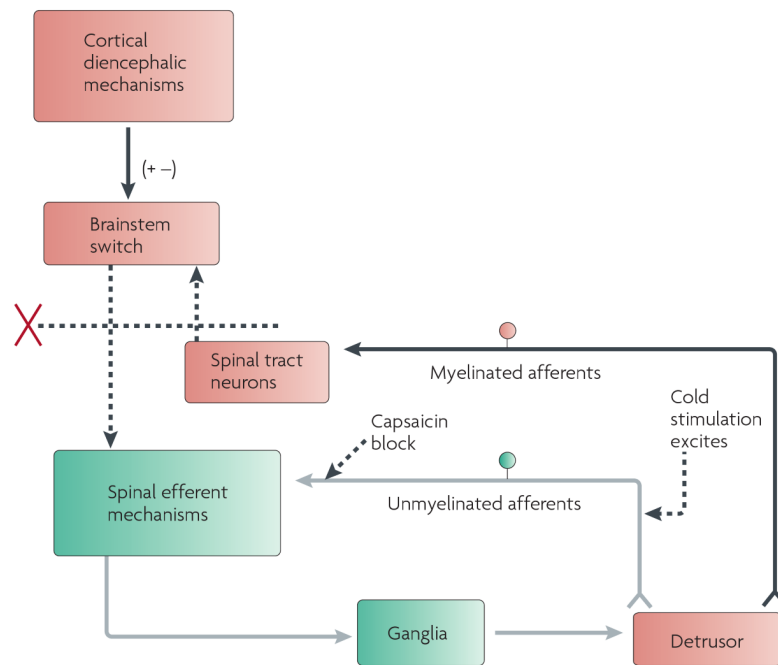 Cortical
diencephalic
mechanisms
(+ –)
Brainstem
switch
Spinal tract
neurons
Myelinated afferents
Cold
stimulation
excites
Capsaicin
block
Spinal efferent
mechanisms
Unmyelinated afferents
Ganglia
Detrusor